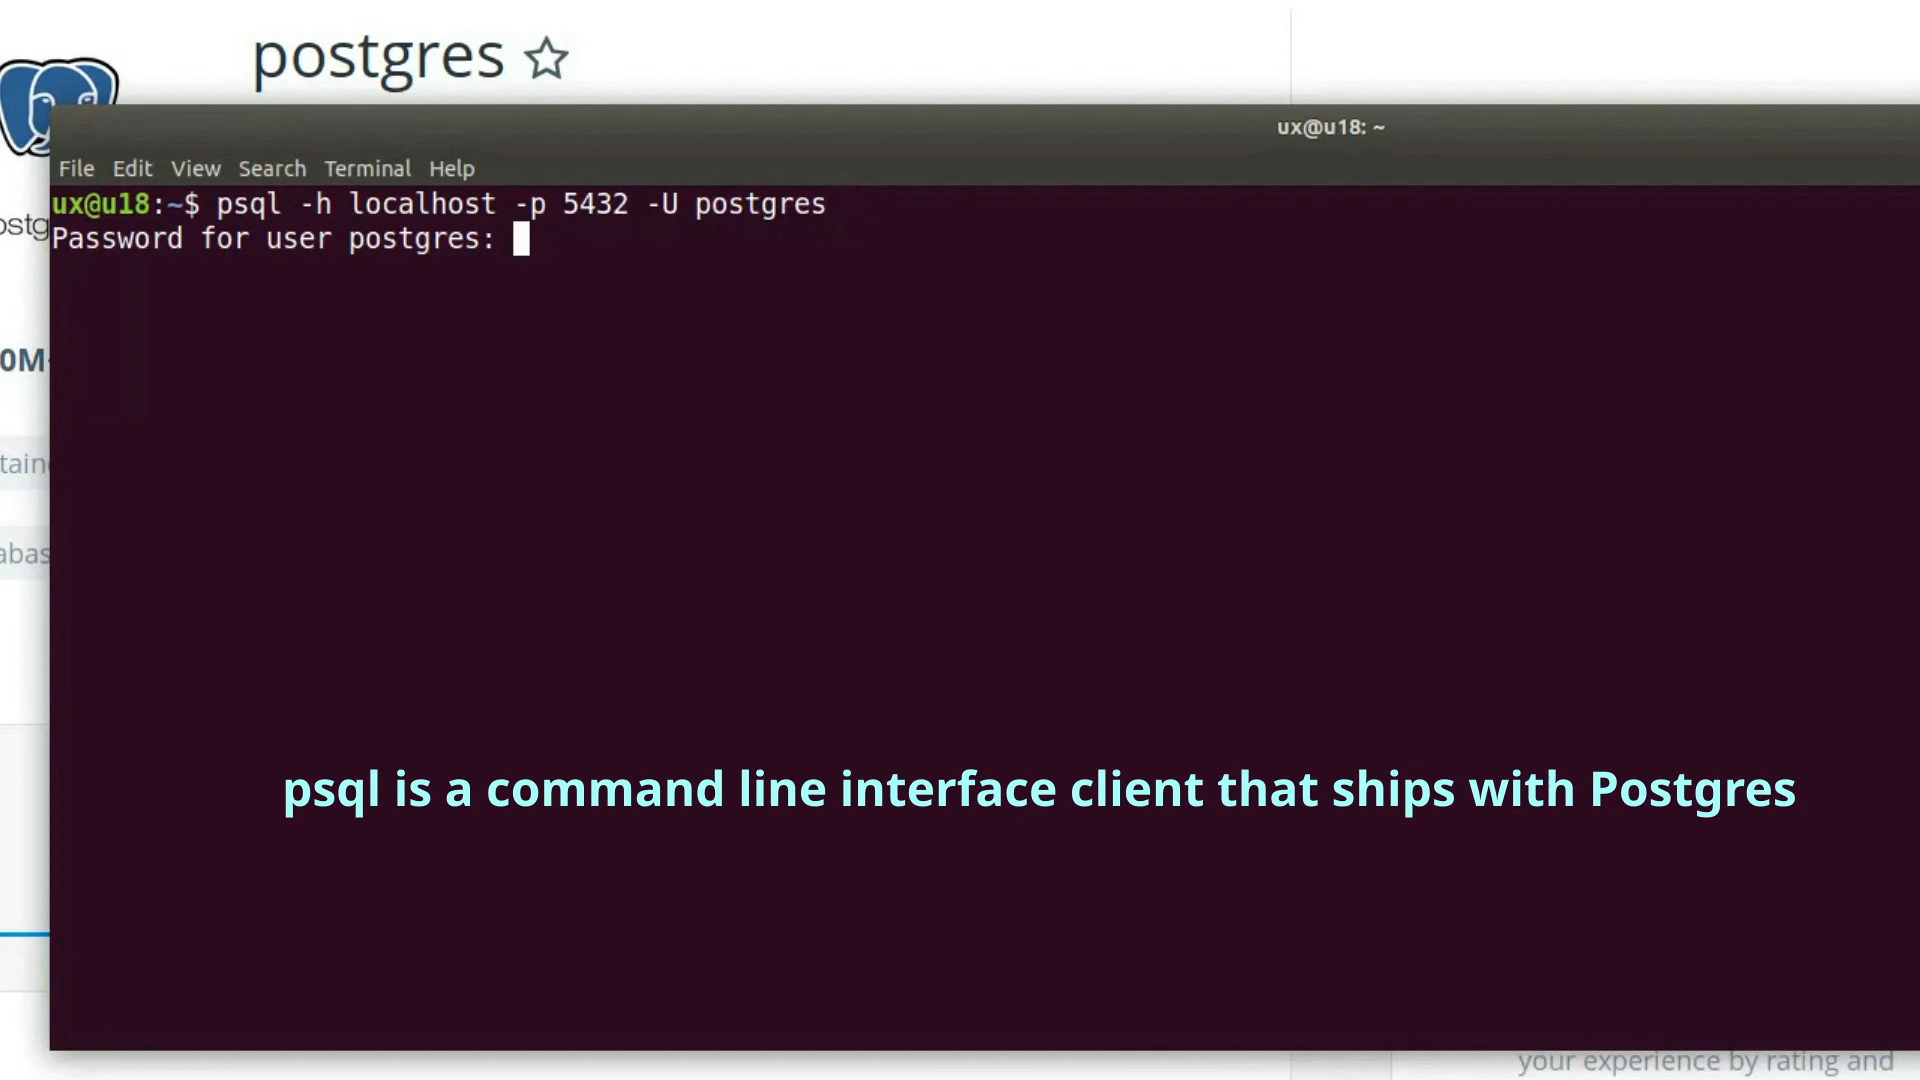 postgres
ux@u18: ~
File Edit View Search Terminal Help
ux@u18:~$ psql -h localhost -p 5432 -U postgres
Password for user postgres:
0M
psql is a command line interface client that ships with Postgres
your experience by rating and